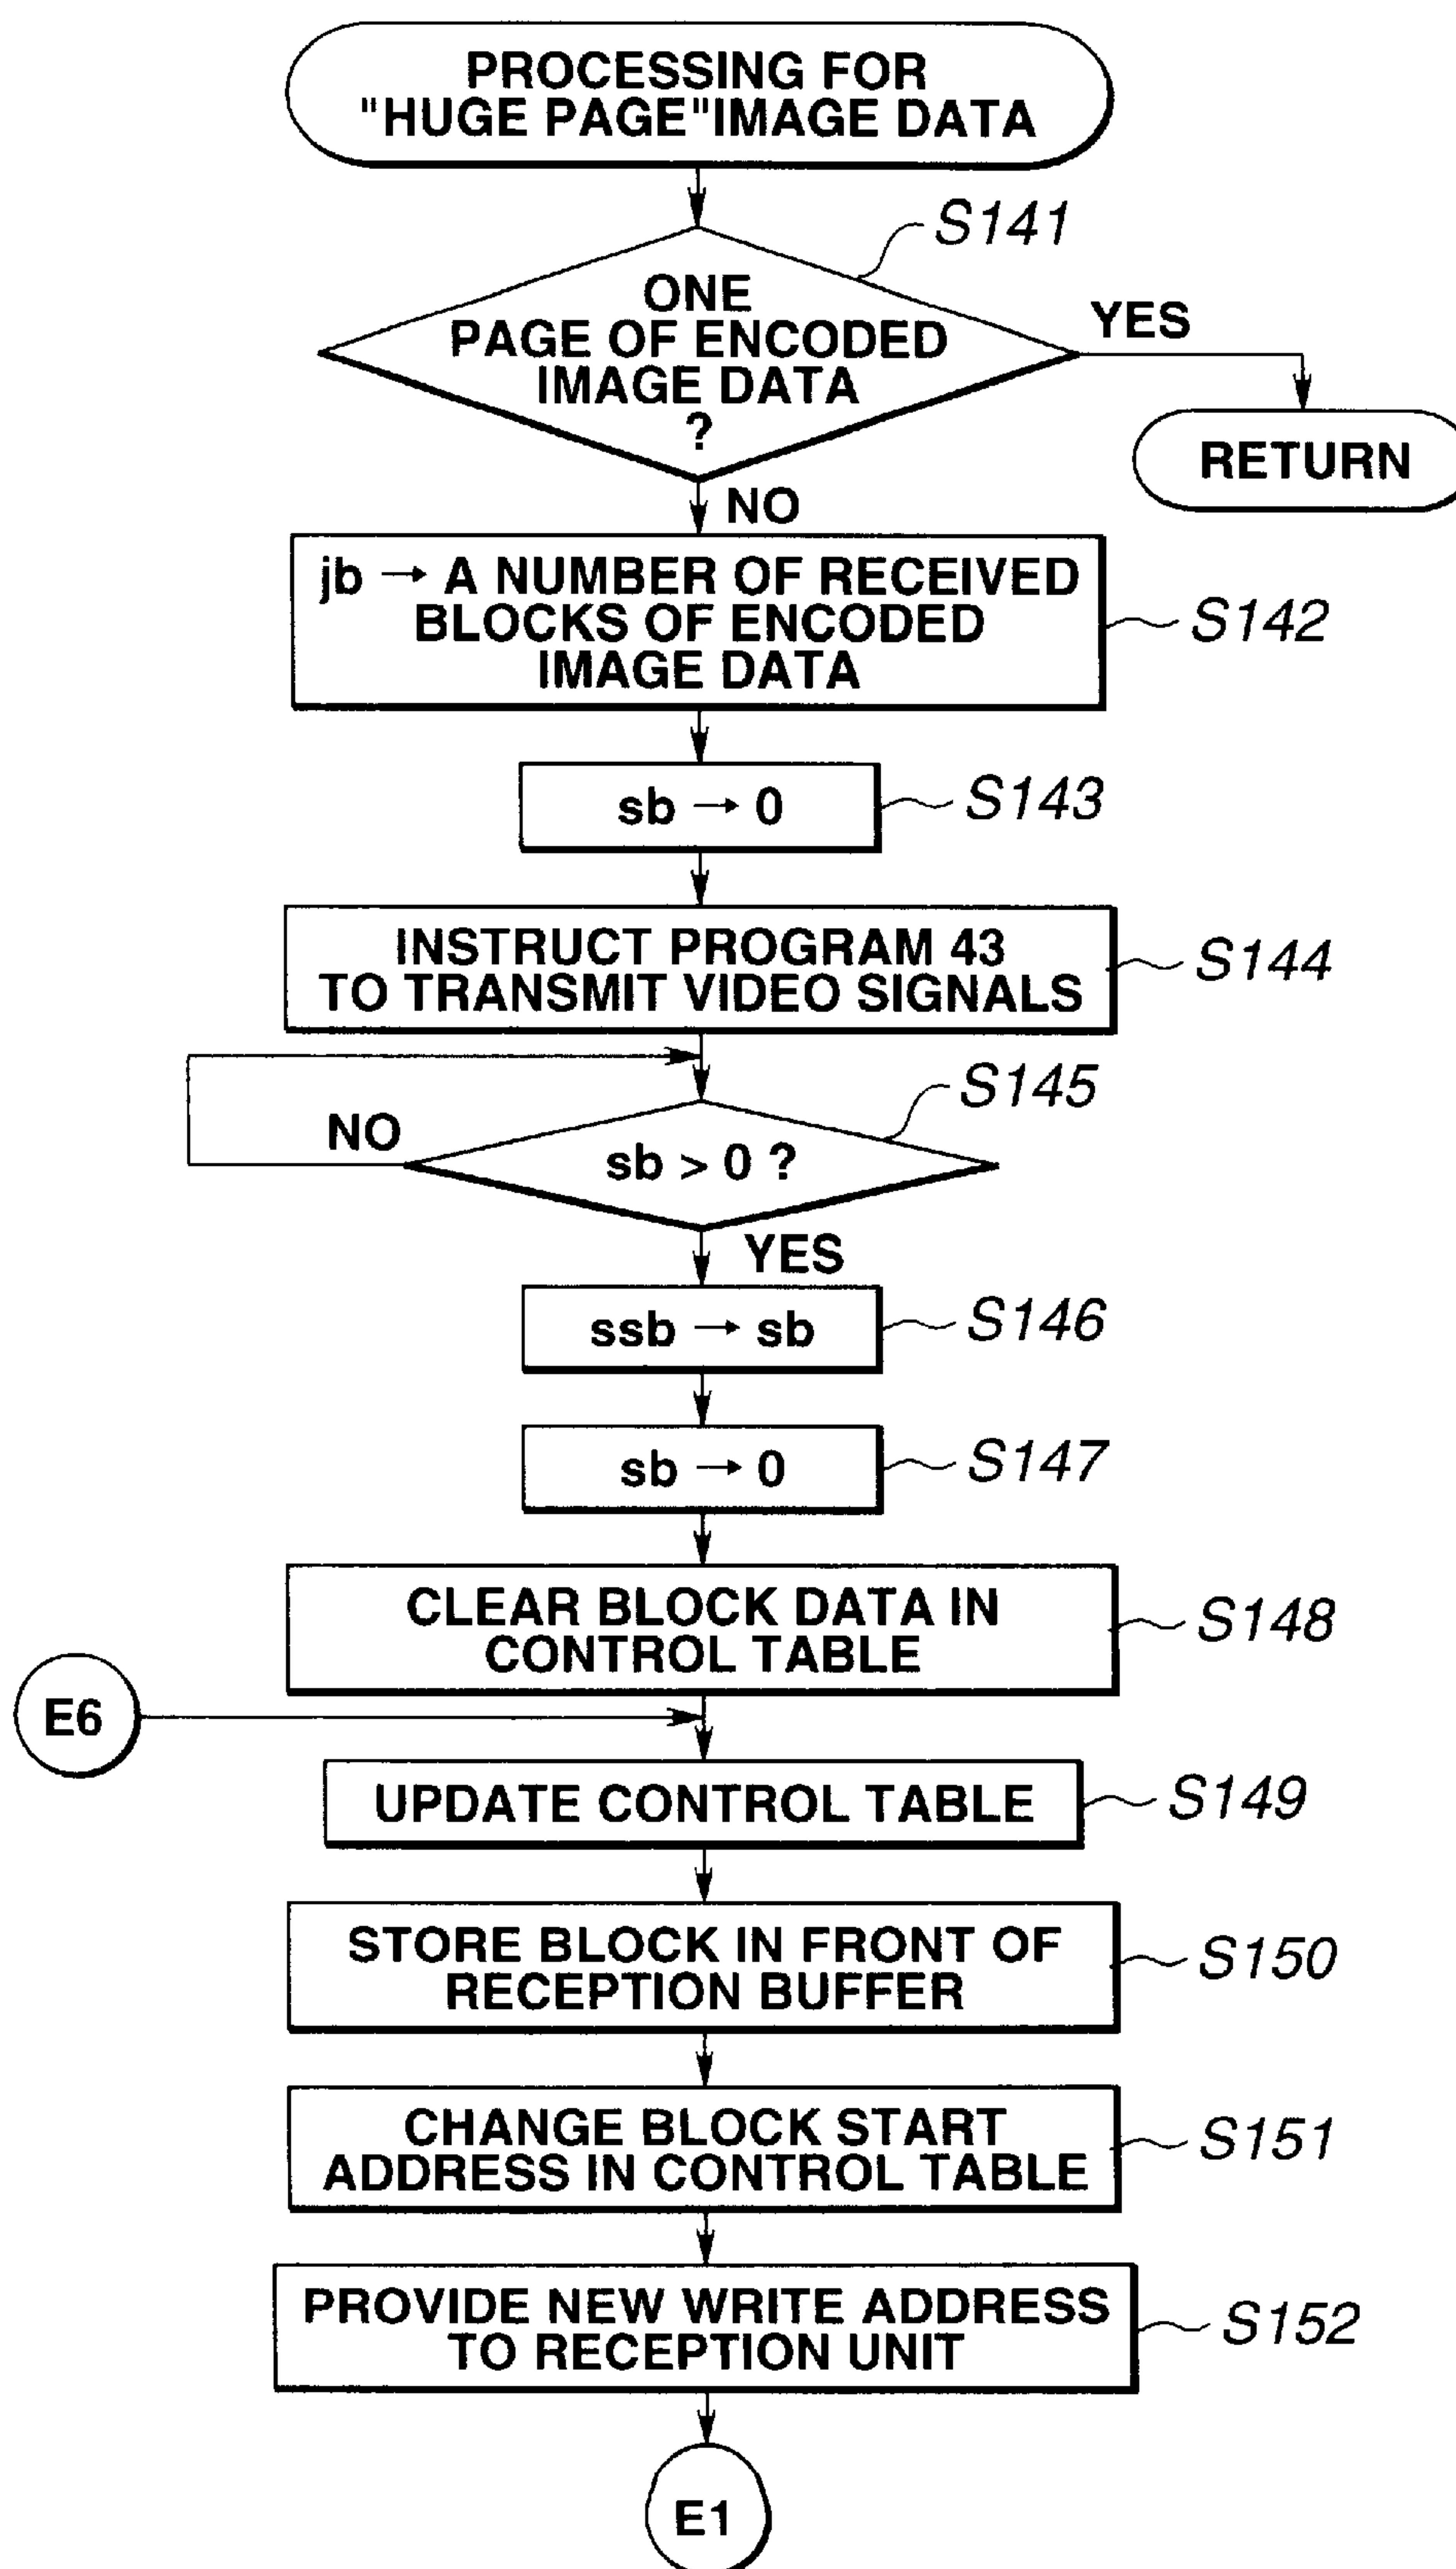 PROCESSING FOR
"HUGE PAGE"IMAGE DATA
S141
ONE
PAGE OF ENCODED
IMAGE DATA
?
YES
RETURN
NO
jb → A NUMBER OF RECEIVED
BLOCKS OF ENCODED
IMAGE DATA
S142
sb → 0
S143
INSTRUCT PROGRAM 43
TO TRANSMIT VIDEO SIGNALS
S144
S145
NO
sb > 0 ?
YES
ssb → sb
S146
sb → 0
S147
CLEAR BLOCK DATA IN
CONTROL TABLE
S148
E6
UPDATE CONTROL TABLE
S149
STORE BLOCK IN FRONT OF
RECEPTION BUFFER
S150
CHANGE BLOCK START
ADDRESS IN CONTROL TABLE
S151
PROVIDE NEW WRITE ADDRESS
TO RECEPTION UNIT
S152
E1